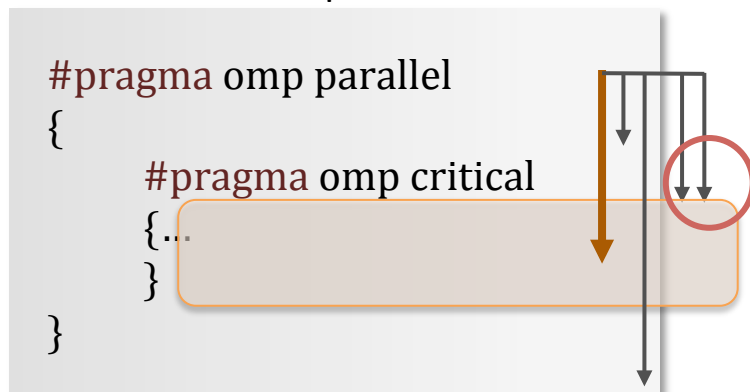 #pragma omp parallel
{
#pragma omp critical
{...
}
}